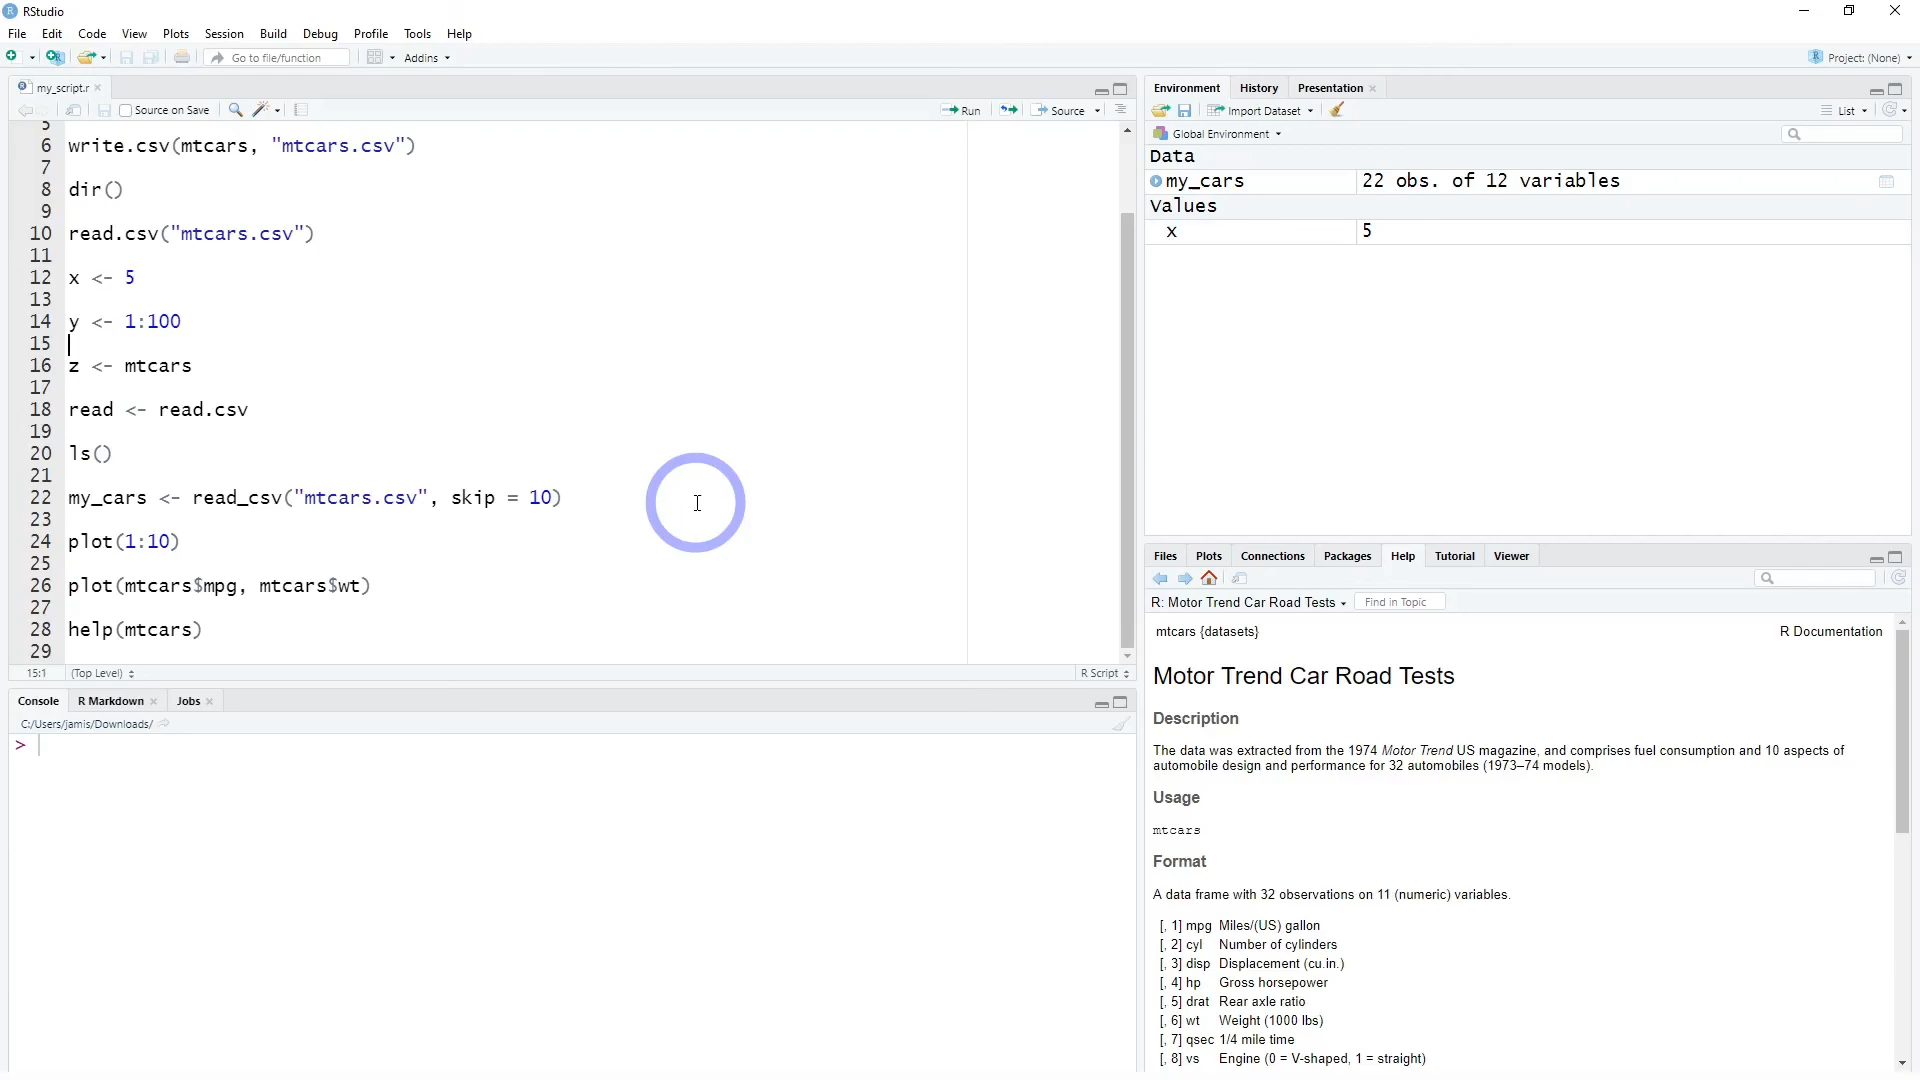 RStudio
File Edit Code View Plots Session Build Debug Profile Tools Help
Go to file/function Addins Project: (None)
my_script.r
Source on Save Run Source
5
6 write.csv(mtcars, "mtcars.csv")
7
8 dir()
9
10 read.csv("mtcars.csv")
11
12 x <- 5
13
14 y <- 1:100
15
16 z <- mtcars
17
18 read <- read.csv
19
20 ls()
21
22 my_cars <- read_csv("mtcars.csv", skip = 10)
23
24 plot(1:10)
25
26 plot(mtcars$mpg, mtcars$wt)
27
28 help(mtcars)
29
15:1 (Top Level) R Script
Console R Markdown Jobs
C:/Users/jamis/Downloads/
>
Environment History Presentation
Import Dataset List
Global Environment
Data
my_cars 22 obs. of 12 variables
Values
x 5
Files Plots Connections Packages Help Tutorial Viewer
R: Motor Trend Car Road Tests Find in Topic
mtcars {datasets} R Documentation
Motor Trend Car Road Tests
Description
The data was extracted from the 1974 Motor Trend US magazine, and comprises fuel consumption and 10 aspects of
automobile design and performance for 32 automobiles (1973–74 models).
Usage
mtcars
Format
A data frame with 32 observations on 11 (numeric) variables.
[, 1] mpg Miles/(US) gallon
[, 2] cyl Number of cylinders
[, 3] disp Displacement (cu.in.)
[, 4] hp Gross horsepower
[, 5] drat Rear axle ratio
[, 6] wt Weight (1000 lbs)
[, 7] qsec 1/4 mile time
[, 8] vs Engine (0 = V-shaped, 1 = straight)